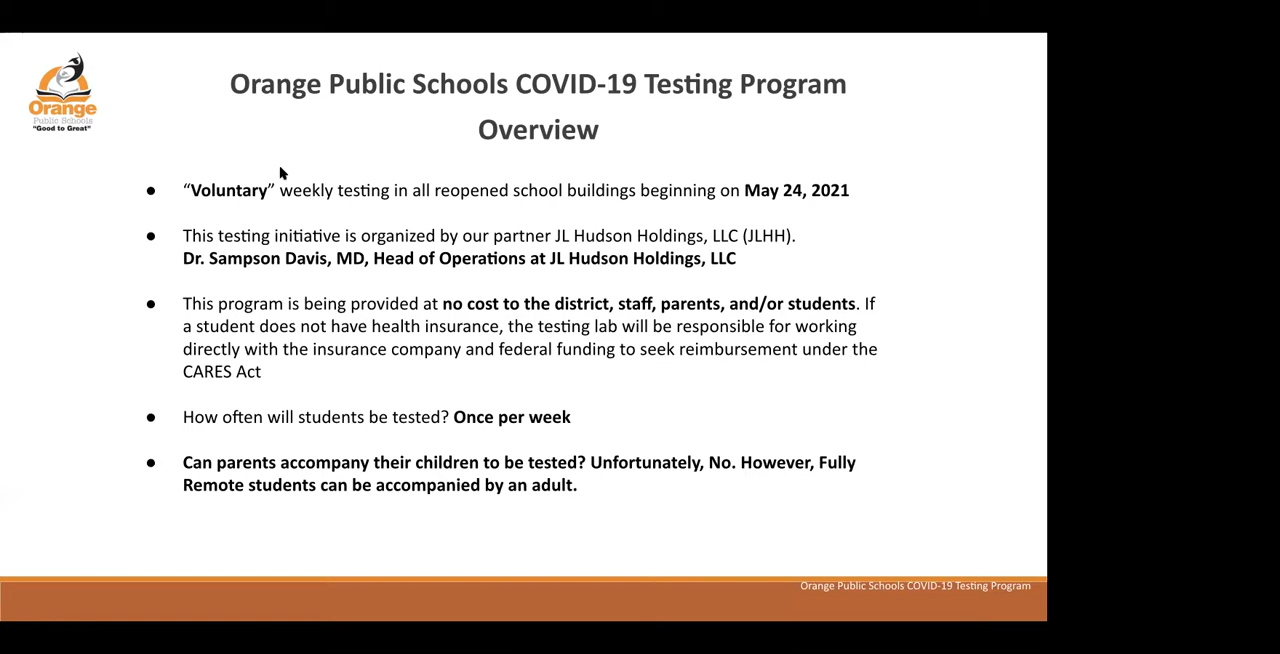 Orange
Public Schools
"Good to Great"
Orange Public Schools COVID-19 Testing Program
Overview
● “Voluntary” weekly testing in all reopened school buildings beginning on May 24, 2021
● This testing initiative is organized by our partner JL Hudson Holdings, LLC (JLHH).
Dr. Sampson Davis, MD, Head of Operations at JL Hudson Holdings, LLC
● This program is being provided at no cost to the district, staff, parents, and/or students. If
a student does not have health insurance, the testing lab will be responsible for working
directly with the insurance company and federal funding to seek reimbursement under the
CARES Act
● How often will students be tested? Once per week
● Can parents accompany their children to be tested? Unfortunately, No. However, Fully
Remote students can be accompanied by an adult.
Orange Public Schools COVID-19 Testing Program